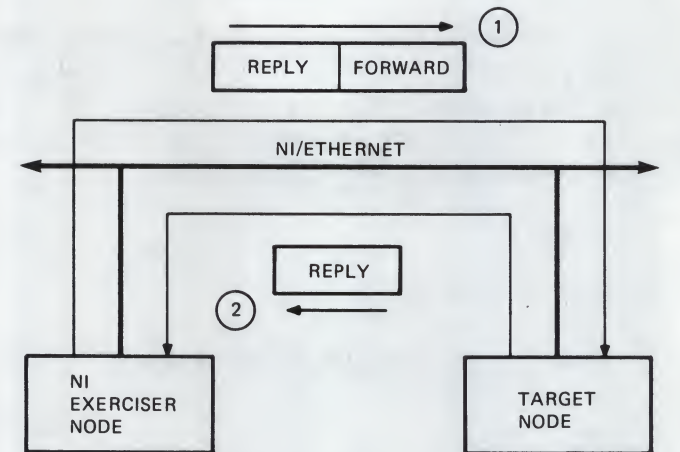 1
REPLY FORWARD
NI/ETHERNET
REPLY
2
NI
EXERCISER
NODE
TARGET
NODE